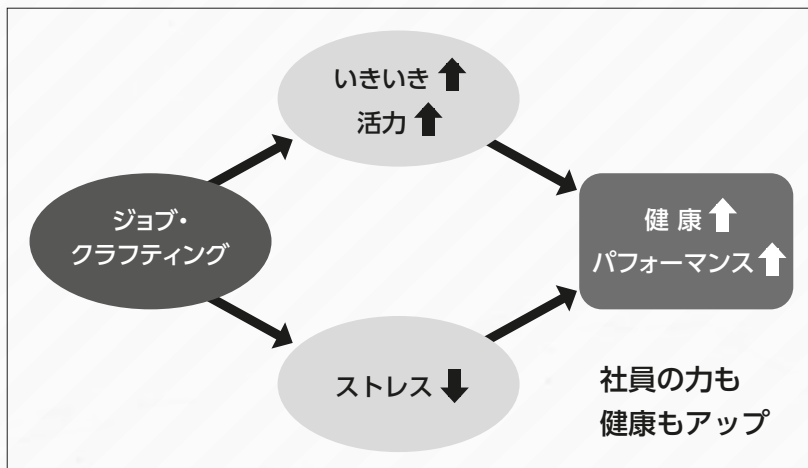 いきいき
活力
ジョブ・
クラフティング
健 康
パフォーマンス
ストレス
社員の力も
健康もアップ